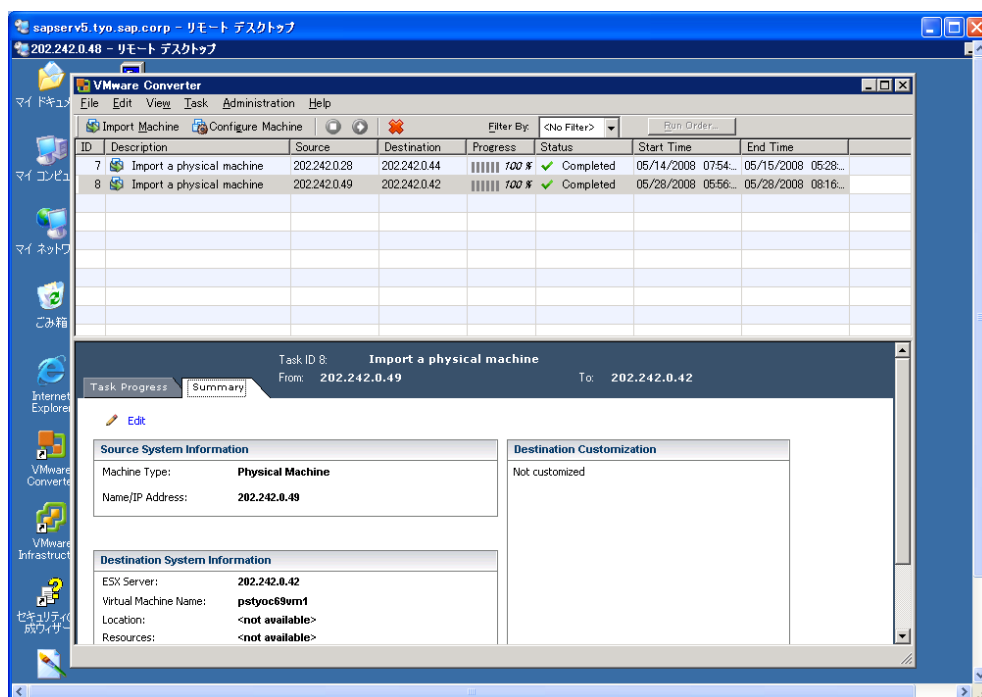 sapserv5.tyo.sap.corp - リモート デスクトップ
202.242.0.48 - リモート デスクトップ
マイ ドキュメ
マイ コンピュ
マイ ネットワ
ごみ箱
Internet
Explorer
VMware
Converte
VMware
Infrastruct
セキュリティの
成ウィザー
VMware Converter
File Edit View Task Administration Help
Import Machine Configure Machine Filter By: <No Filter> Run Order...
ID Description Source Destination Progress Status Start Time End Time
7 Import a physical machine 202.242.0.28 202.242.0.44 100 % Completed 05/14/2008 07:54:... 05/15/2008 05:28:...
8 Import a physical machine 202.242.0.49 202.242.0.42 100 % Completed 05/28/2008 05:56:... 05/28/2008 08:16:...
Task ID 8: Import a physical machine
From: 202.242.0.49 To: 202.242.0.42
Task Progress Summary
Edit
Source System Information
Machine Type: Physical Machine
Name/IP Address: 202.242.0.49
Destination Customization
Not customized
Destination System Information
ESX Server: 202.242.0.42
Virtual Machine Name: pstyoc69vm1
Location: <not available>
Resources: <not available>